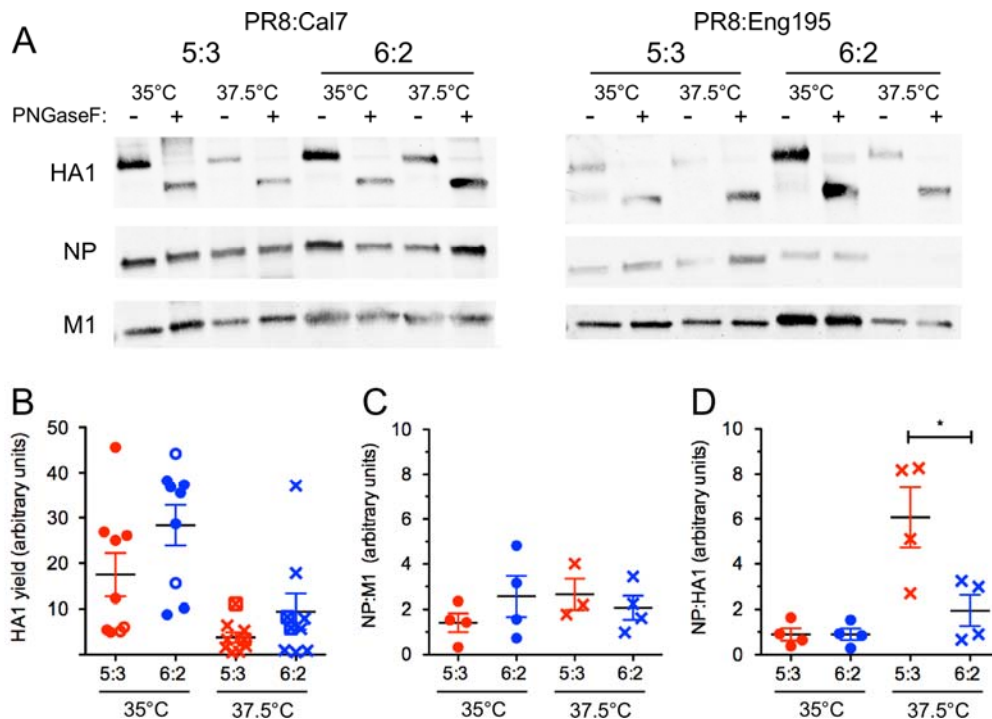 A
PR8:Cal7 PR8:Eng195
5:3 6:2 5:3 6:2
35°C 37.5°C 35°C 37.5°C 35°C 37.5°C 35°C 37.5°C
PNGaseF: - + - + - + - + - + - + - + - +
HA1
NP
M1
B C D
HA1 yield (arbitrary units)
50
40
30
20
10
5:3 6:2 5:3 6:2
35°C 37.5°C
NP:M1 (arbitrary units)
10
8
6
4
2
0
5:3 6:2 5:3 6:2
35°C 37.5°C
NP:HA1 (arbitrary units)
10
8
6
4
2
0
*
5:3 6:2 5:3 6:2
35°C 37.5°C